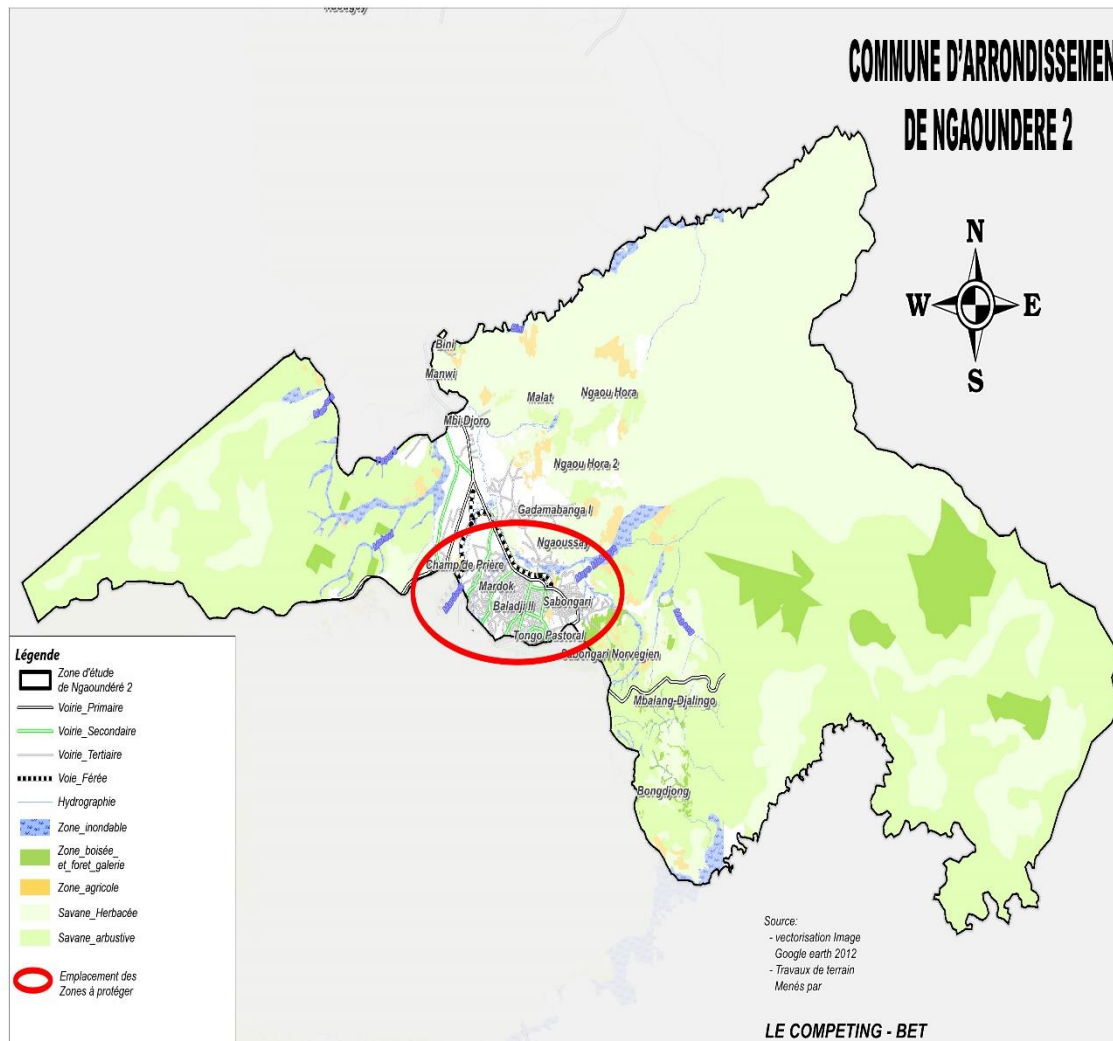 COMMUNE D'ARRONDISSEMEN
DE NGAOUNDERE 2
N
W
E
S
Bini
Manwi
Malat
Ngaou Hora
Mbi Djoro
Ngaou Hora 2
Gadamabanga I
Ngaoussay
Champ de Prière
Mardok
Baladji II
Sabongari
Tongo Pastoral
Sabongari Norvegien
Mbaiang-Djalingo
Bongdjong
Légende
Zone d'étude
de Ngaoundéré 2
Voirie_Primaire
Voirie_Secondaire
Voirie_Tertiaire
Voie_Férée
Hydrographie
Zone_inondable
Zone_boisée_
et_foret_galerie
Zone_agricole
Savane_Herbacée
Savane_arbustive
Emplacement des
Zones à protéger
Source:
- vectorisation Image
Google earth 2012
- Travaux de terrain
Menés par
LE COMPETING - BET